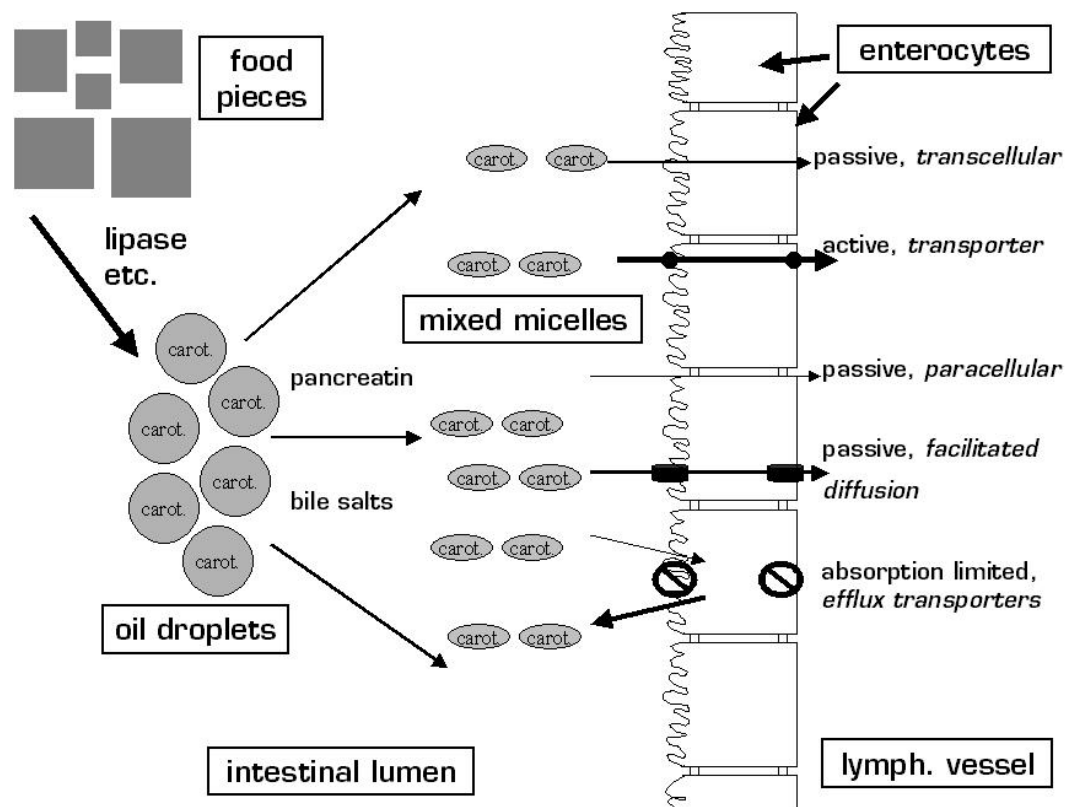 food
pieces
enterocytes
carot.
carot.
passive, transcellular
lipase
etc.
active, transporter
carot.
carot.
mixed micelles
carot.
pancreatin
passive, paracellular
carot.
carot.
carot.
carot.
passive, facilitated
diffusion
carot.
carot.
carot.
bile salts
carot.
carot.
carot.
carot.
absorption limited,
efflux transporters
oil droplets
carot.
carot.
intestinal lumen
lymph. vessel